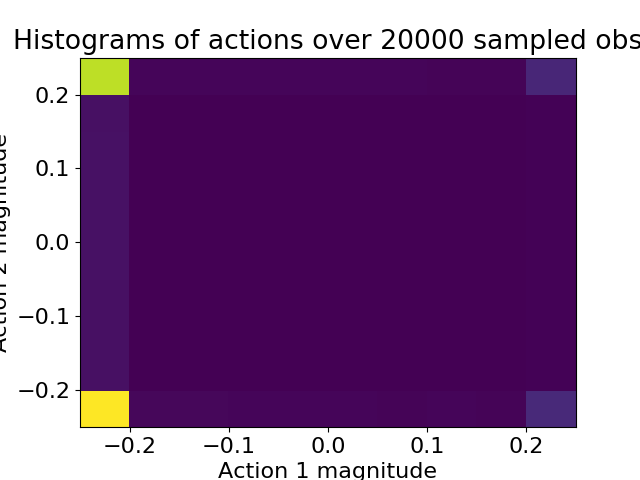 Histograms of actions over 20000 sampled obs
0.2
0.1
0.0
−0.1
−0.2
Action 2 magnitude
−0.2 −0.1 0.0 0.1 0.2
Action 1 magnitude